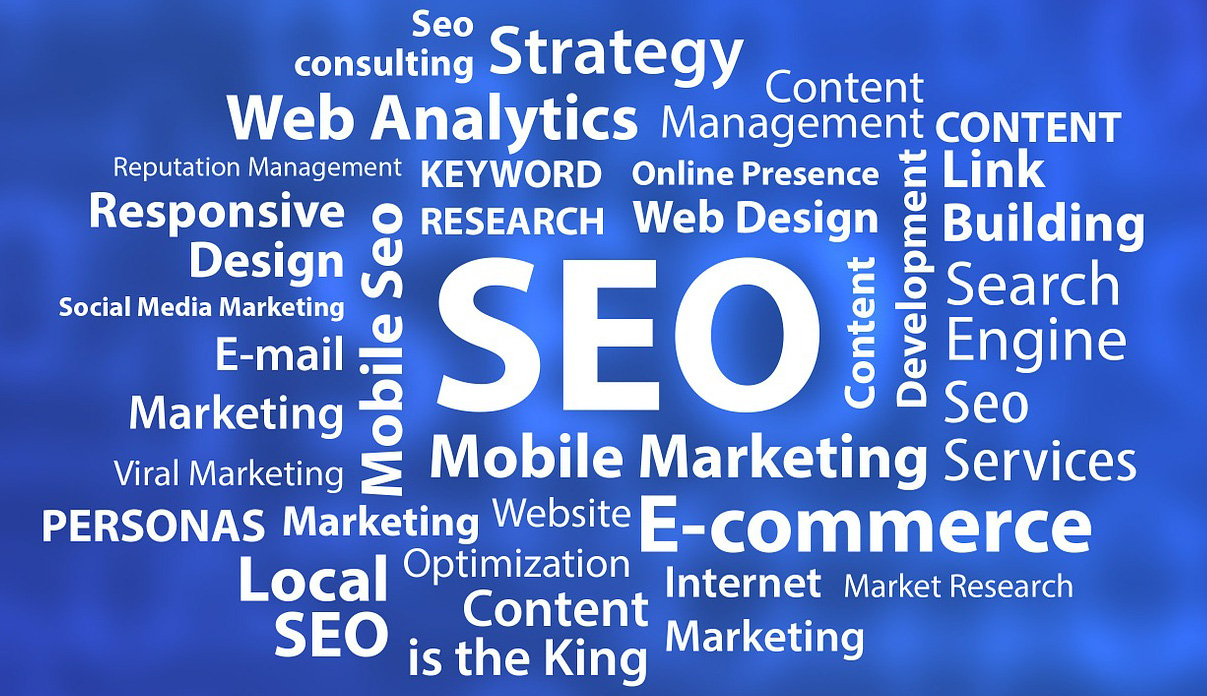 Seo
consulting
Strategy
Content
Management
Web Analytics
CONTENT
Reputation Management
KEYWORD
RESEARCH
Online Presence
Web Design
Link
Building
Responsive
Design
Mobile Seo
SEO
Content
Development
Search
Engine
Seo
Services
Social Media Marketing
E-mail
Marketing
Viral Marketing
Mobile Marketing
PERSONAS
Marketing
Website
Optimization
E-commerce
Local
SEO
Content
is the King
Internet
Marketing
Market Research